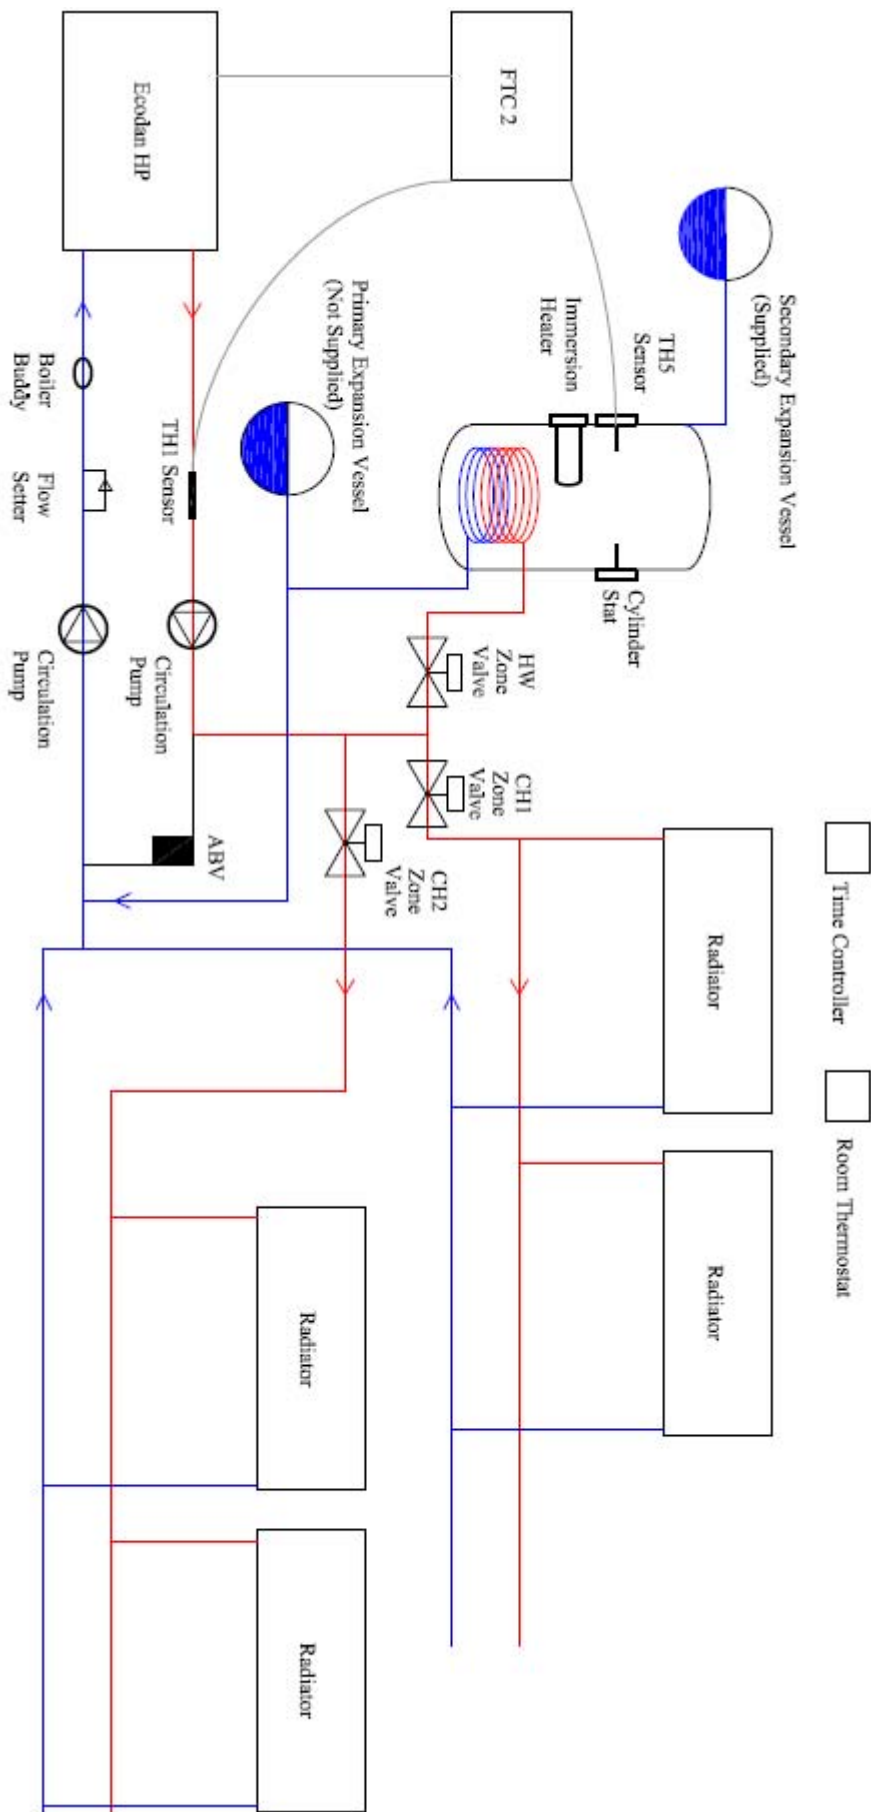 Time Controller
Room Thermostat
Secondary Expansion Vessel
(Supplied)
TH5
Sensor
Immersion
Heater
Cylinder
Stat
FTC 2
Primary Expansion Vessel
(Not Supplied)
HW
Zone
Valve
CH1
Zone
Valve
CH2
Zone
Valve
Radiator
Radiator
Radiator
Radiator
Ecodan HP
TH1 Sensor
Circulation
Pump
ABV
Boiler
Buddy
Flow
Setter
Circulation
Pump